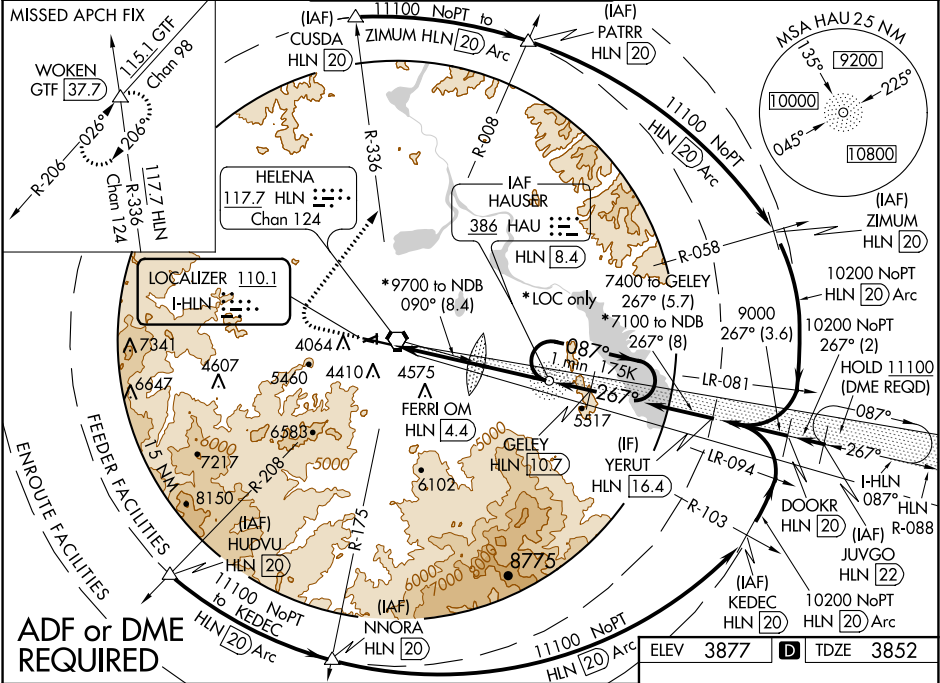 MISSED APCH FIX
115.1 GTF
Chan 98
WOKEN
GTF 37.7
026°
206°
R-206
117.7 HLN
R-336
Chan 124
(IAF)
CUSDA
HLN 20
11100 NoPT to
ZIMUM HLN 20 Arc
(IAF)
PATRR
HLN 20
11100 NoPT
HLN 20 Arc
MSA HAU 25 NM
135°
9200
225°
10000
045°
10800
R-336
R-008
HELENA
117.7 HLN
Chan 124
IAF
HAUSER
386 HAU
HLN 8.4
R-058
(IAF)
ZIMUM
HLN 20
LOCALIZER 110.1
I-HLN
*9700 to NDB
090° (8.4)
*LOC only
7400 to GELEY
267° (5.7)
*7100 to NDB
267° (8)
9000
267° (3.6)
10200 NoPT
HLN 20 Arc
10200 NoPT
267° (2)
HOLD 11100
(DME REQD)
087°
1 min
175K
267°
LR-081
087°
267°
7341
6647
4607
4064
5460
4410
4575
FERRI OM
HLN 4.4
5517
GELEY
HLN 10.7
(IF)
YERUT
HLN 16.4
LR-094
R-103
DOOKR
HLN 20
I-HLN
087°
HLN
R-088
(IAF)
JUVGO
HLN 22
FEEDER FACILITIES
ENROUTE FACILITIES
15 NM
6000
7217
6583
5000
8150
R-208
6102
5000
R-175
6000
7000
8000
8775
(IAF)
HUDVU
HLN 20
11100 NoPT
to KEDEC
HLN 20 Arc
(IAF)
NNORA
HLN 20
11100 NoPT
HLN 20 Arc
(IAF)
KEDEC
HLN 20
10200 NoPT
HLN 20 Arc
ADF or DME
REQUIRED
ELEV 3877 D TDZE 3852